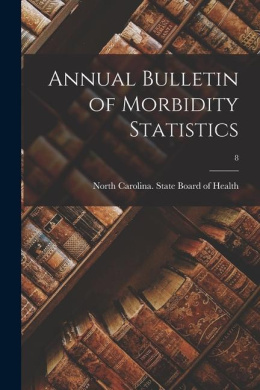 Annual Bulletin
of Morbidity
Statistics
8
North Carolina. State Board of Health